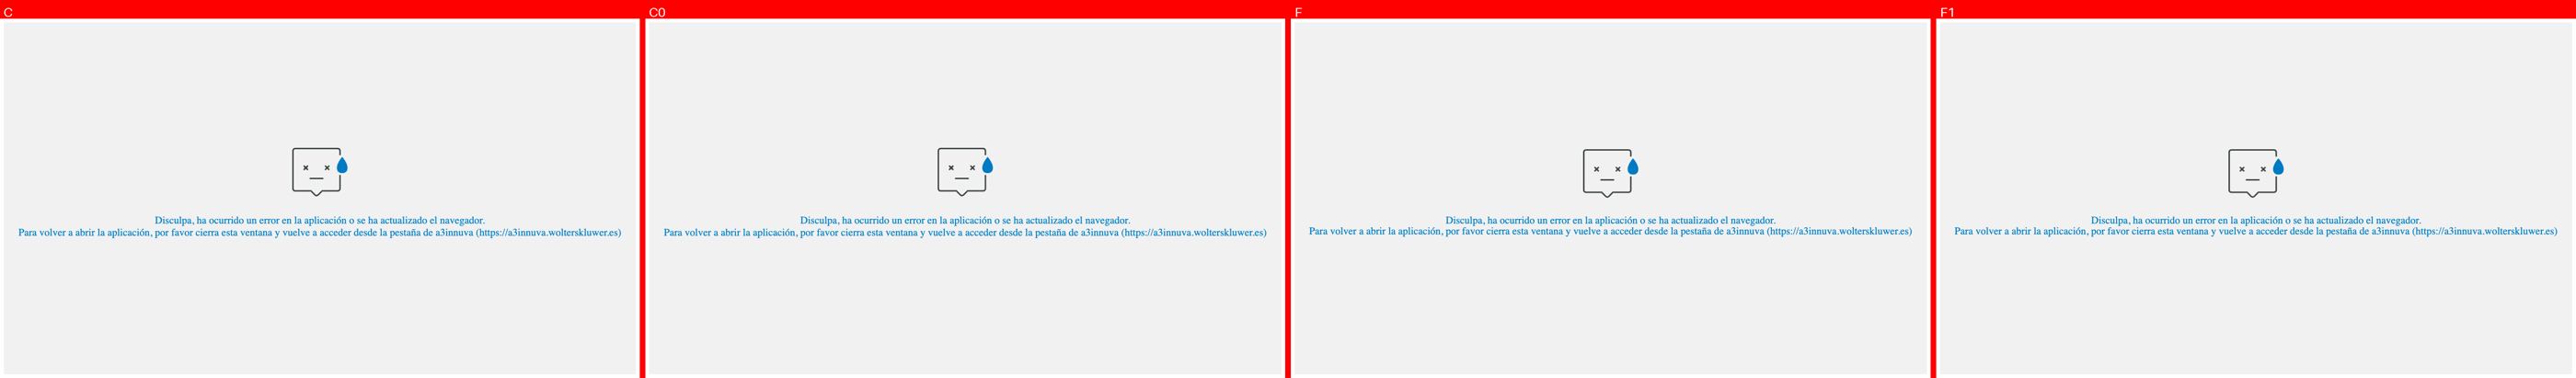 C
Disculpa, ha ocurrido un error en la aplicación o se ha actualizado el navegador.
Para volver a abrir la aplicación, por favor cierra esta ventana y vuelve a acceder desde la pestaña de a3innuva (https://a3innuva.wolterskluwer.es)
C0
Disculpa, ha ocurrido un error en la aplicación o se ha actualizado el navegador.
Para volver a abrir la aplicación, por favor cierra esta ventana y vuelve a acceder desde la pestaña de a3innuva (https://a3innuva.wolterskluwer.es)
F
Disculpa, ha ocurrido un error en la aplicación o se ha actualizado el navegador.
Para volver a abrir la aplicación, por favor cierra esta ventana y vuelve a acceder desde la pestaña de a3innuva (https://a3innuva.wolterskluwer.es)
F1
Disculpa, ha ocurrido un error en la aplicación o se ha actualizado el navegador.
Para volver a abrir la aplicación, por favor cierra esta ventana y vuelve a acceder desde la pestaña de a3innuva (https://a3innuva.wolterskluwer.es)